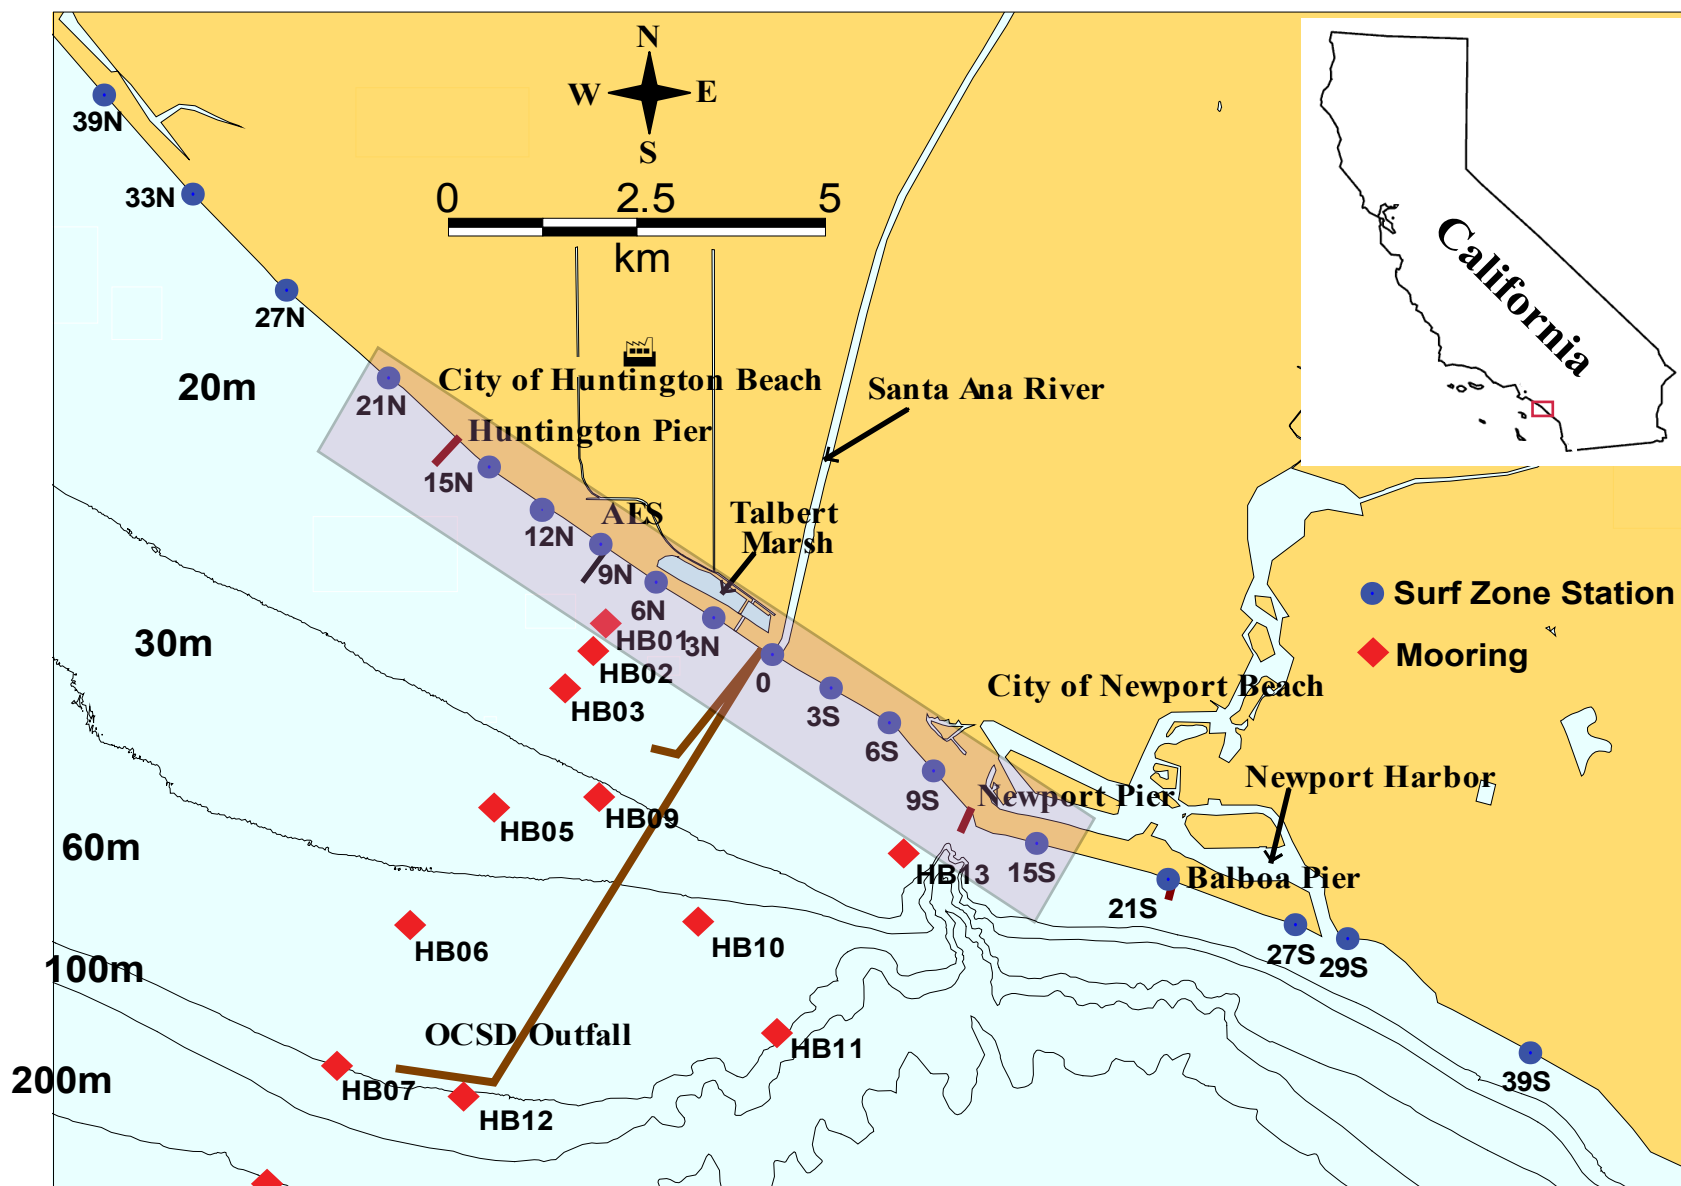 N
W
E
S
0
2.5
5
km
39N
33N
27N
20m
21N
City of Huntington Beach
Santa Ana River
Huntington Pier
15N
12N
AES
Talbert
Marsh
9N
6N
30m
HB01
3N
HB02
HB03
0
3S
6S
9S
City of Newport Beach
Newport Harbor
Newport Pier
HB05
HB09
60m
HB13
15S
Balboa Pier
21S
27S
29S
HB06
HB10
100m
OCSD Outfall
HB11
200m
HB07
HB12
39S
California
Surf Zone Station
Mooring